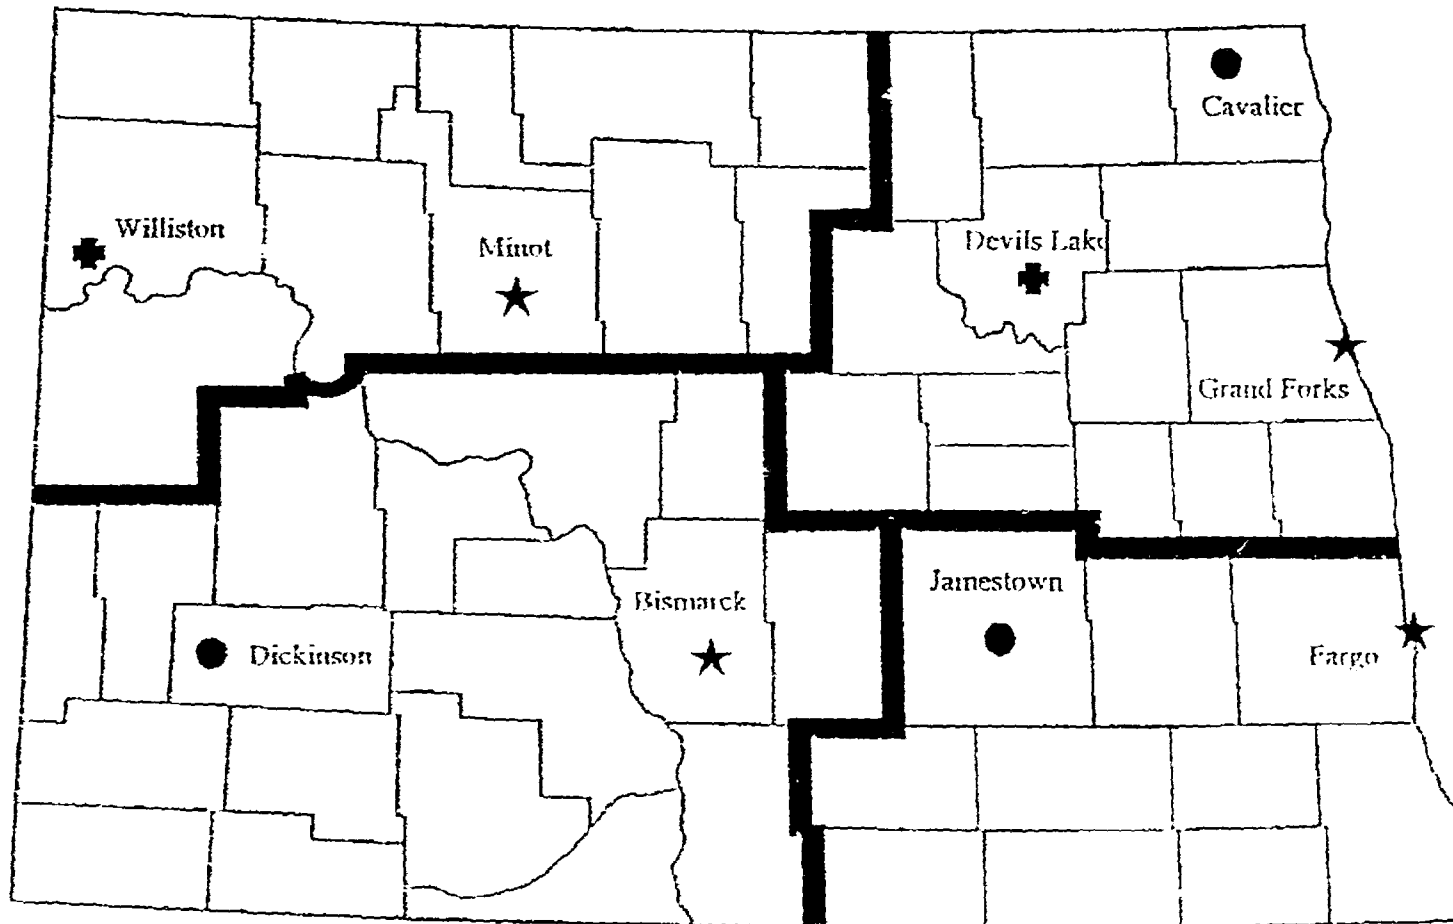 Cavalier
Williston
Minot
Devils Lake
Grand Forks
Jamestown
Bismarck
Dickinson
Fargo